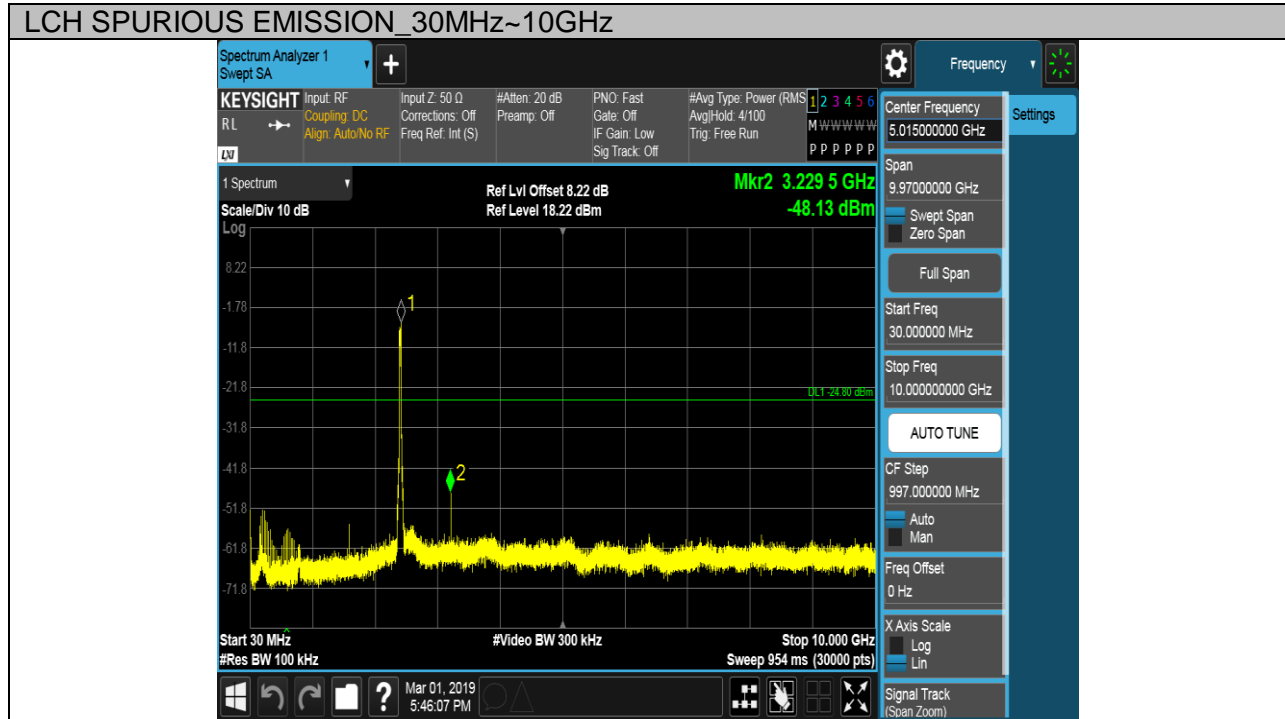 LCH SPURIOUS EMISSION_30MHz~10GHz
Spectrum Analyzer 1
Swept SA
+
Frequency
KEYSIGHT
RL
LXI
Input: RF
Coupling: DC
Align: Auto/No RF
Input Z: 50 Ω
Corrections: Off
Freq Ref: Int (S)
#Atten: 20 dB
Preamp: Off
PNO: Fast
Gate: Off
IF Gain: Low
Sig Track: Off
#Avg Type: Power (RMS
Avg|Hold: 4/100
Trig: Free Run
1 2 3 4 5 6
M W W W W W
P P P P P P
1 Spectrum
Scale/Div 10 dB
Log
Ref Lvl Offset 8.22 dB
Ref Level 18.22 dBm
Mkr2 3.229 5 GHz
-48.13 dBm
8.22
-1.78
-11.8
-21.8
-31.8
-41.8
-51.8
-61.8
-71.8
1
2
DL1 -24.80 dBm
Start 30 MHz
#Res BW 100 kHz
#Video BW 300 kHz
Stop 10.000 GHz
Sweep 954 ms (30000 pts)
Mar 01, 2019
5:46:07 PM
?
Center Frequency
5.015000000 GHz
Settings
Span
9.97000000 GHz
Swept Span
Zero Span
Full Span
Start Freq
30.000000 MHz
Stop Freq
10.000000000 GHz
AUTO TUNE
CF Step
997.000000 MHz
Auto
Man
Freq Offset
0 Hz
X Axis Scale
Log
Lin
Signal Track
(Span Zoom)